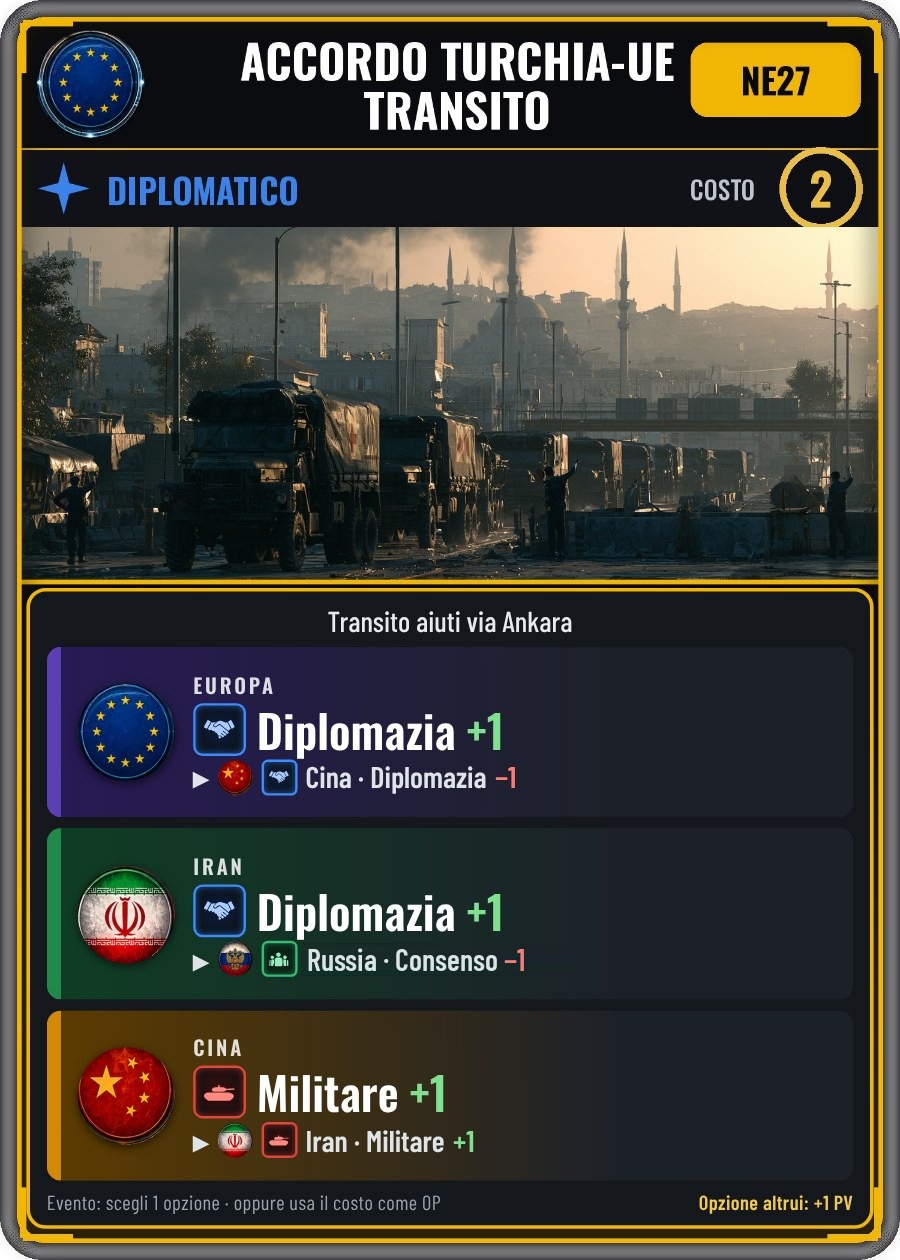 ACCORDO TURCHIA-UE
TRANSITO
NE27
DIPLOMATICO
COSTO
2
Transito aiuti via Ankara
EUROPA
Diplomazia +1
▶ Cina · Diplomazia −1
IRAN
Diplomazia +1
▶ Russia · Consenso −1
CINA
Militare +1
▶ Iran · Militare +1
Evento: scegli 1 opzione · oppure usa il costo come OP
Opzione altrui: +1 PV